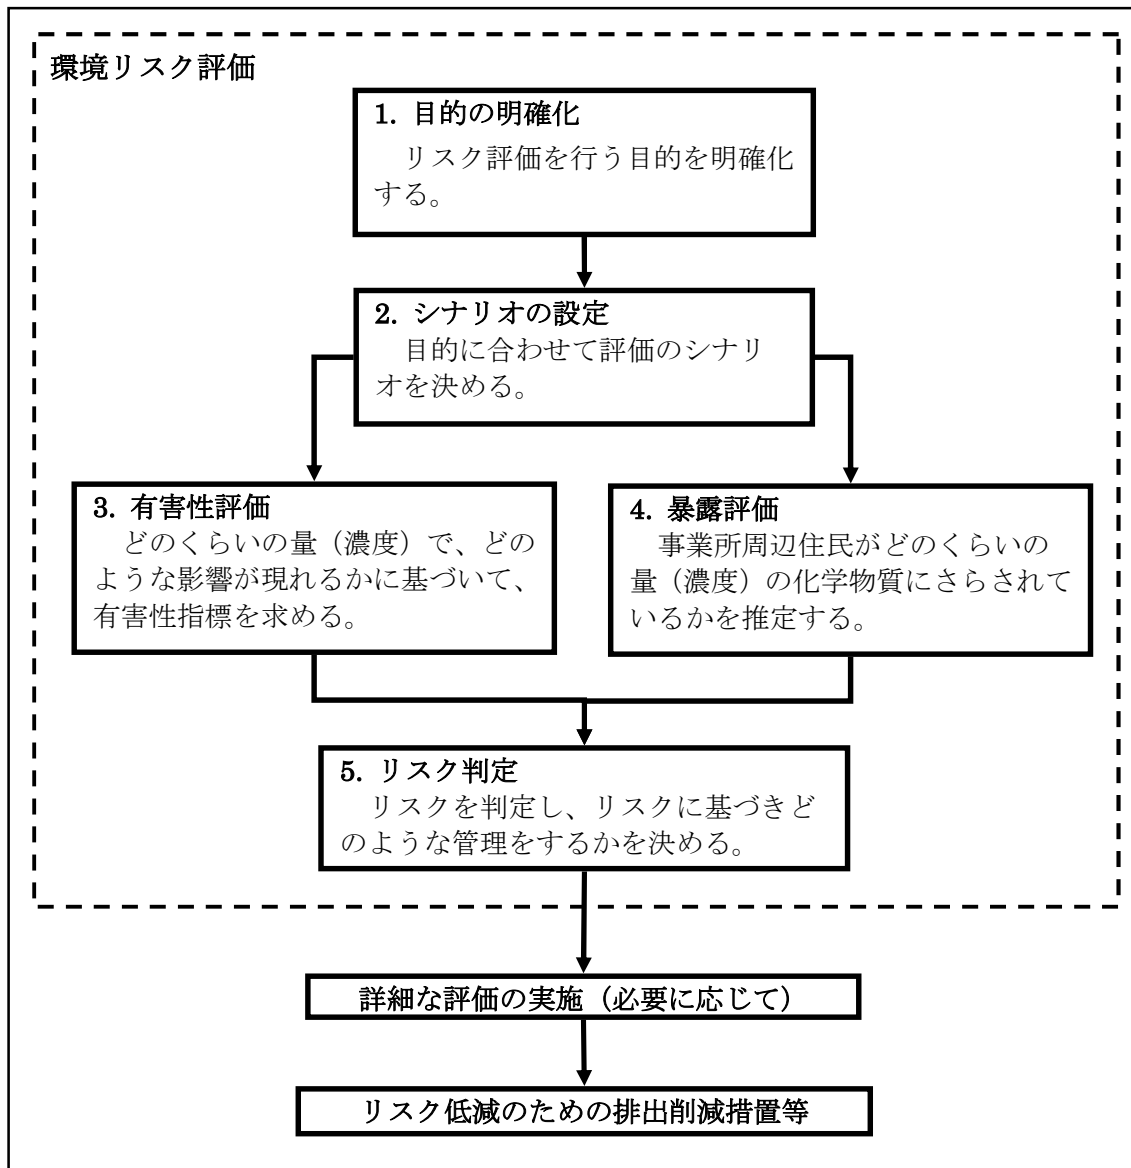 環境リスク評価
1. 目的の明確化
リスク評価を行う目的を明確化
する。
2. シナリオの設定
目的に合わせて評価のシナリ
オを決める。
3. 有害性評価
どのくらいの量（濃度）で、どの
ような影響が現れるかに基づいて、
有害性指標を求める。
4. 暴露評価
事業所周辺住民がどのくらいの
量（濃度）の化学物質にさらされて
いるかを推定する。
5. リスク判定
リスクを判定し、リスクに基づきど
のような管理をするかを決める。
詳細な評価の実施（必要に応じて）
リスク低減のための排出削減措置等